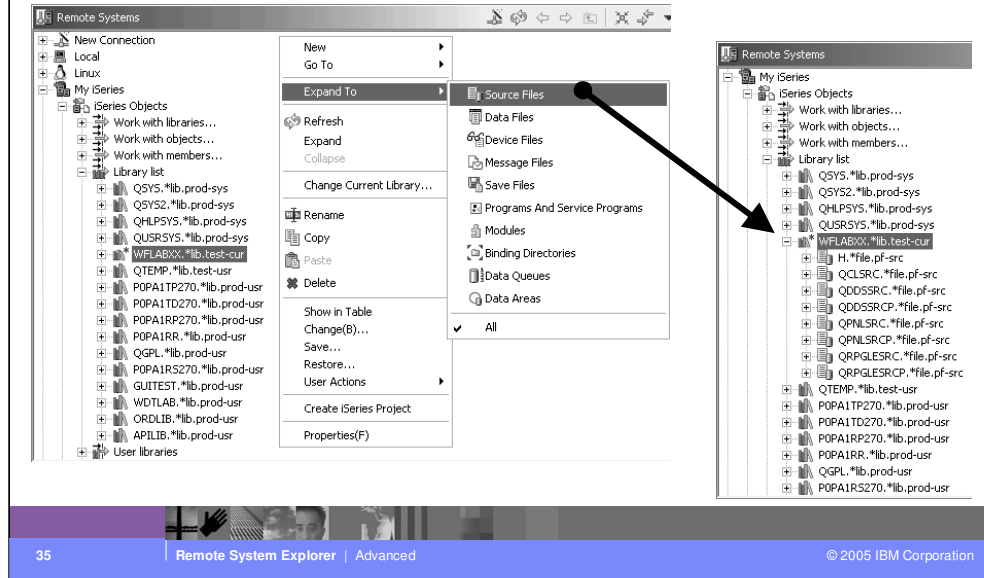 Remote Systems
New Connection
Local
Linux
My iSeries
iSeries Objects
Work with libraries...
Work with objects...
Work with members...
Library list
QSYS.*lib.prod-sys
QSYS2.*lib.prod-sys
QHLPSYS.*lib.prod-sys
QUSRSYS.*lib.prod-sys
WFLABXX.*lib.test-cur
QTEMP.*lib.test-usr
P0PA1TP270.*lib.prod-usr
P0PA1TD270.*lib.prod-usr
P0PA1RP270.*lib.prod-usr
P0PA1RR.*lib.prod-usr
QGPL.*lib.prod-usr
P0PA1RS270.*lib.prod-usr
GUITEST.*lib.prod-usr
WDTLAB.*lib.prod-usr
ORDLIB.*lib.prod-usr
APILIB.*lib.prod-usr
User libraries
New
Go To
Expand To
Refresh
Expand
Collapse
Change Current Library...
Rename
Copy
Paste
Delete
Show in Table
Change(B)...
Save...
Restore...
User Actions
Create iSeries Project
Properties(F)
Source Files
Data Files
Device Files
Message Files
Save Files
Programs And Service Programs
Modules
Binding Directories
Data Queues
Data Areas
All
Remote Systems
My iSeries
iSeries Objects
Work with libraries...
Work with objects...
Work with members...
Library list
QSYS.*lib.prod-sys
QSYS2.*lib.prod-sys
QHLPSYS.*lib.prod-sys
QUSRSYS.*lib.prod-sys
WFLABXX.*lib.test-cur
H.*file.pf-src
QCLSRC.*file.pf-src
QDDSSRC.*file.pf-src
QDDSSRCP.*file.pf-src
QPNLSRC.*file.pf-src
QPNLSRCP.*file.pf-src
QRPGLESRC.*file.pf-src
QRPGLESRCP.*file.pf-src
QTEMP.*lib.test-usr
P0PA1TP270.*lib.prod-usr
P0PA1TD270.*lib.prod-usr
P0PA1RP270.*lib.prod-usr
P0PA1RR.*lib.prod-usr
QGPL.*lib.prod-usr
P0PA1RS270.*lib.prod-usr
35 Remote System Explorer | Advanced © 2005 IBM Corporation